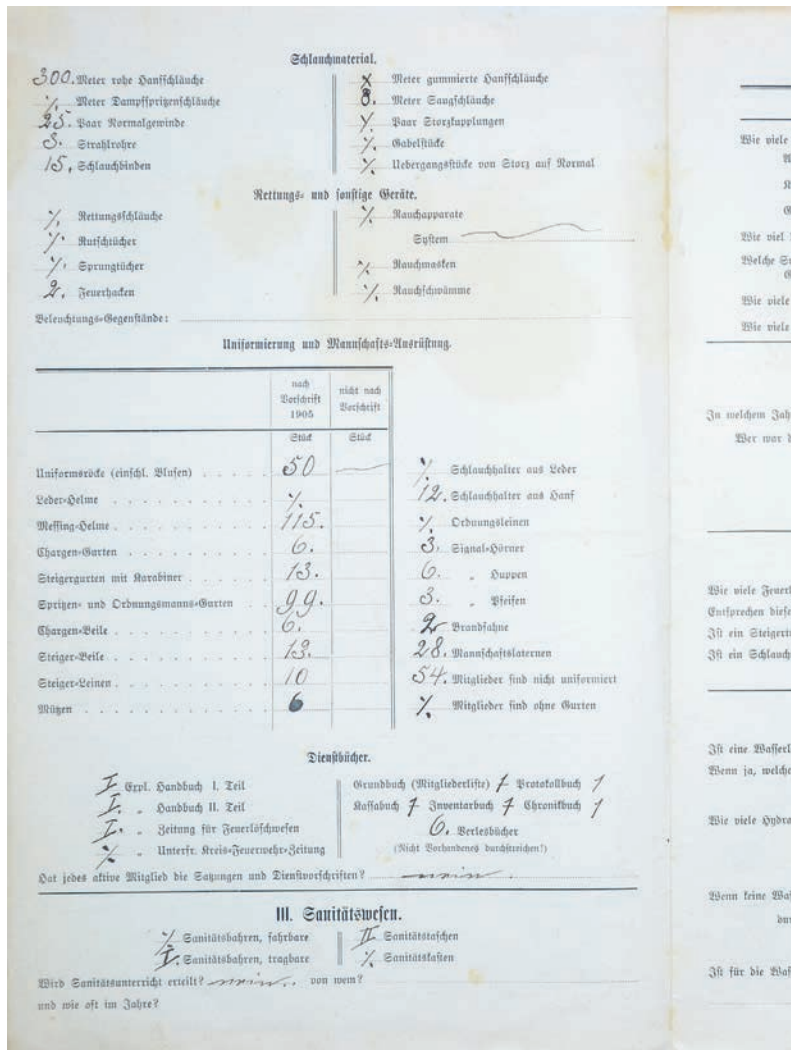 Schlauchmaterial.
300. Meter rohe Hanfschläuche
./. Meter Dampfspritzenschläuche
25. Paar Normalgewinde
3. Strahlrohre
15. Schlauchbinden
Meter gummierte Hanfschläuche
8. Meter Saugschläuche
./. Paar Storzkupplungen
./. Gabelstücke
./. Uebergangsstücke von Storz auf Normal
Rettungs- und sonstige Geräte.
./. Rettungsschläuche
./. Rutschtücher
./. Sprungtücher
2. Feuerhacken
./. Rauchapparate
System
./. Rauchmasken
./. Rauchschwämme
Beleuchtungs-Gegenstände:
Uniformierung und Mannschafts-Ausrüstung.
nach Vorschrift 1905
nicht nach Vorschrift
Stück Stück
Uniformsröcke (einschl. Blusen) . . . . . 50
Leder-Helme . . . . . . . . . . ./.
Messing-Helme . . . . . . . . . . 115.
Chargen-Gurten . . . . . . . . . . 6.
Steigergurten mit Karabiner . . . . . . 13.
Spritzen- und Ordnungsmanns-Gurten . . 99.
Chargen-Beile . . . . . . . . . . 6.
Steiger-Beile . . . . . . . . . . 13.
Steiger-Leinen . . . . . . . . . . 10
Mützen . . . . . . . . . . . . 6
./. Schlauchhalter aus Leder
12. Schlauchhalter aus Hanf
./. Ordnungsleinen
3. Signal-Hörner
6. „ Huppen
3. „ Pfeifen
2 Brandfahne
28. Mannschaftslaternen
54. Mitglieder sind nicht uniformiert
./. Mitglieder sind ohne Gurten
Dienstbücher.
I Expl. Handbuch I. Teil
I. „ Handbuch II. Teil
I. „ Zeitung für Feuerlöschwesen
./. „ Unterfr. Kreis-Feuerwehr-Zeitung
Grundbuch (Mitgliederliste) 1 Protokollbuch 1
Kassabuch 1 Inventarbuch 1 Chronikbuch 1
6. Verlesbücher
(Nicht Vorhandenes durchstreichen!)
Hat jedes aktive Mitglied die Satzungen und Dienstvorschriften? nein.
III. Sanitätswesen.
./. Sanitätsbahren, fahrbare
I. Sanitätsbahren, tragbare
II Sanitätstaschen
./. Sanitätskasten
Wird Sanitätsunterricht erteilt? nein. von wem?
und wie oft im Jahre?
Wie viele
Wie viel
Welche
Wie viele
Wie viele
In welchem Jah
Wer war d
Wie viele Feuerl
Entsprechen diese
Ist ein Steigert
Ist ein Schlauch
Ist eine Wasserl
Wenn ja, welche
Wie viele Hydra
Wenn keine Was
dur
Ist für die Was